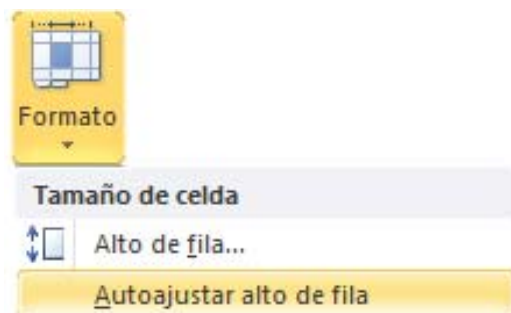 Formato
Tamaño de celda
Alto de fila...
Autoajustar alto de fila